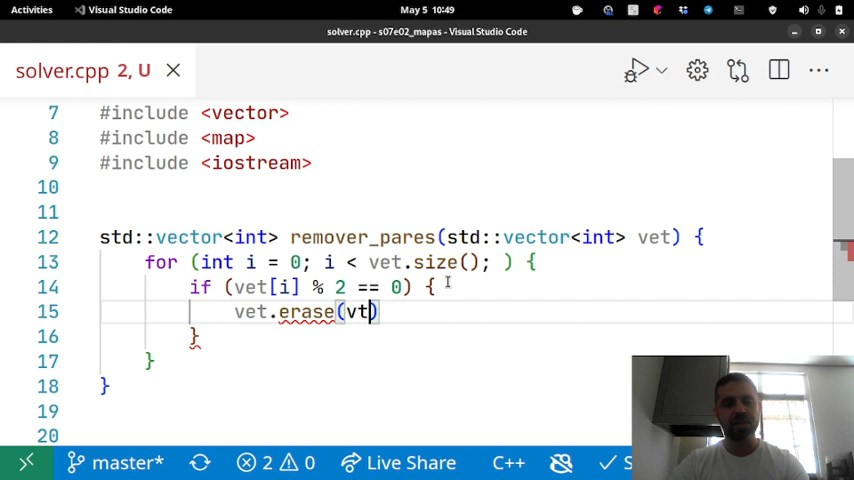 Activities
Visual Studio Code
May 5 10:49
solver.cpp - s07e02_mapas - Visual Studio Code
solver.cpp 2, U
7 #include <vector>
8 #include <map>
9 #include <iostream>
10
11
12 std::vector<int> remover_pares(std::vector<int> vet) {
13 for (int i = 0; i < vet.size(); ) {
14 if (vet[i] % 2 == 0) {
15 vet.erase(vt)
16 }
17 }
18 }
19
20
master* 2 0 Live Share C++ S